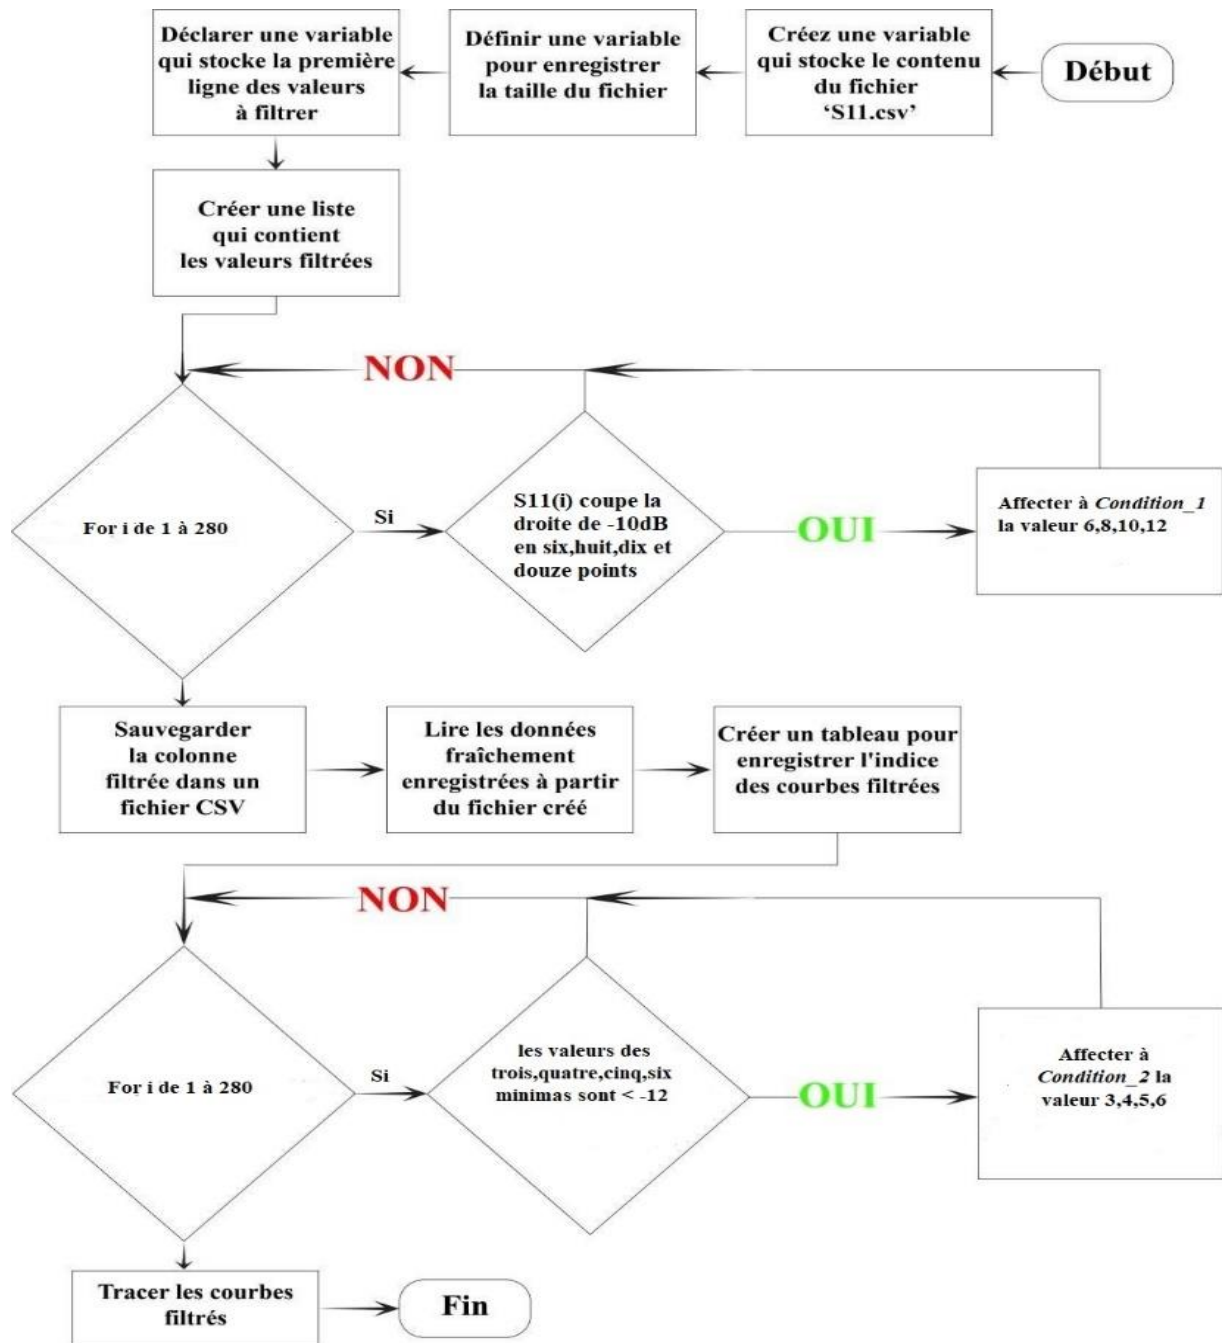 Début
Créez une variable
qui stocke le contenu
du fichier
‘S11.csv’
Définir une variable
pour enregistrer
la taille du fichier
Déclarer une variable
qui stocke la première
ligne des valeurs
à filtrer
Créer une liste
qui contient
les valeurs filtrées
NON
For i de 1 à 280
Si
S11(i) coupe la
droite de -10dB
en six,huit,dix et
douze points
OUI
Affecter à Condition_1
la valeur 6,8,10,12
Sauvegarder
la colonne
filtrée dans un
fichier CSV
Lire les données
fraîchement
enregistrées à partir
du fichier créé
Créer un tableau pour
enregistrer l'indice
des courbes filtrées
NON
For i de 1 à 280
Si
les valeurs des
trois,quatre,cinq,six
minimas sont < -12
OUI
Affecter à
Condition_2 la
valeur 3,4,5,6
Tracer les courbes
filtrés
Fin